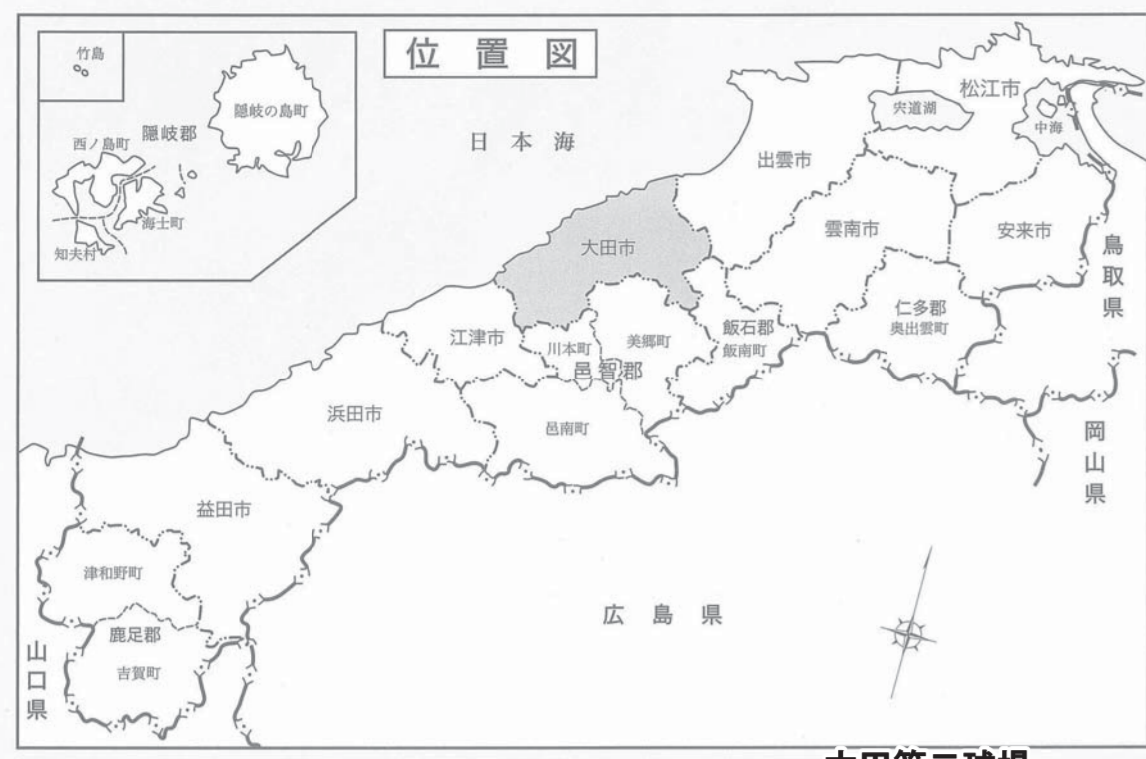 位置図
竹島
隠岐の島町
隠岐郡
西ノ島町
海士町
知夫村
日本海
松江市
宍道湖
中海
出雲市
雲南市
安来市
鳥取県
大田市
仁多郡
奥出雲町
飯石郡
飯南町
江津市
川本町
美郷町
邑智郡
浜田市
邑南町
岡山県
益田市
津和野町
広島県
鹿足郡
吉賀町
山口県